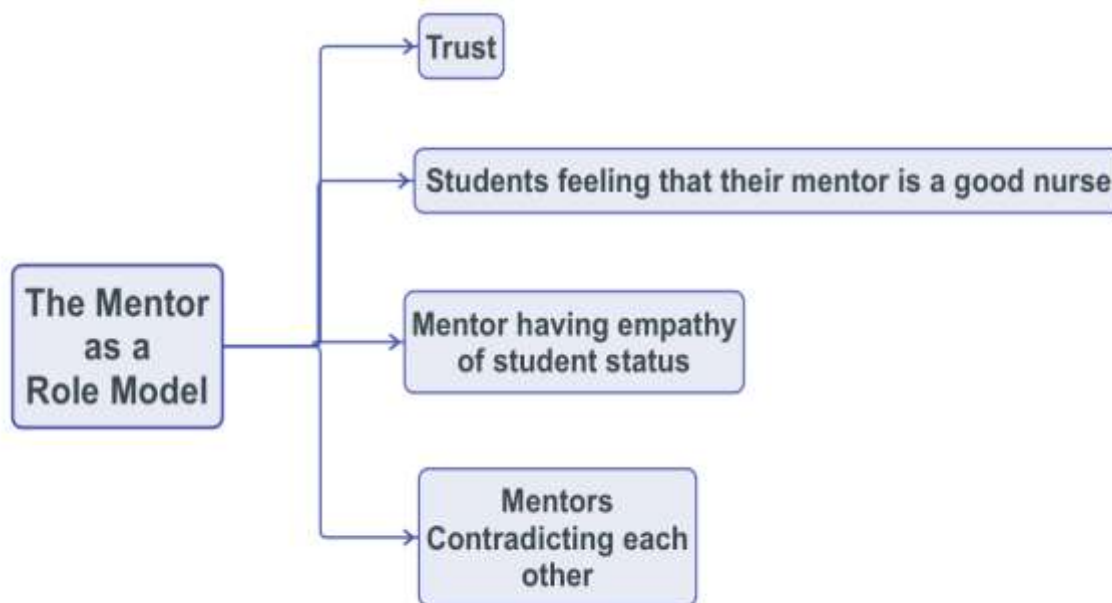 Trust
Students feeling that their mentor is a good nurse
The Mentor
as a
Role Model
Mentor having empathy
of student status
Mentors
Contradicting each
other